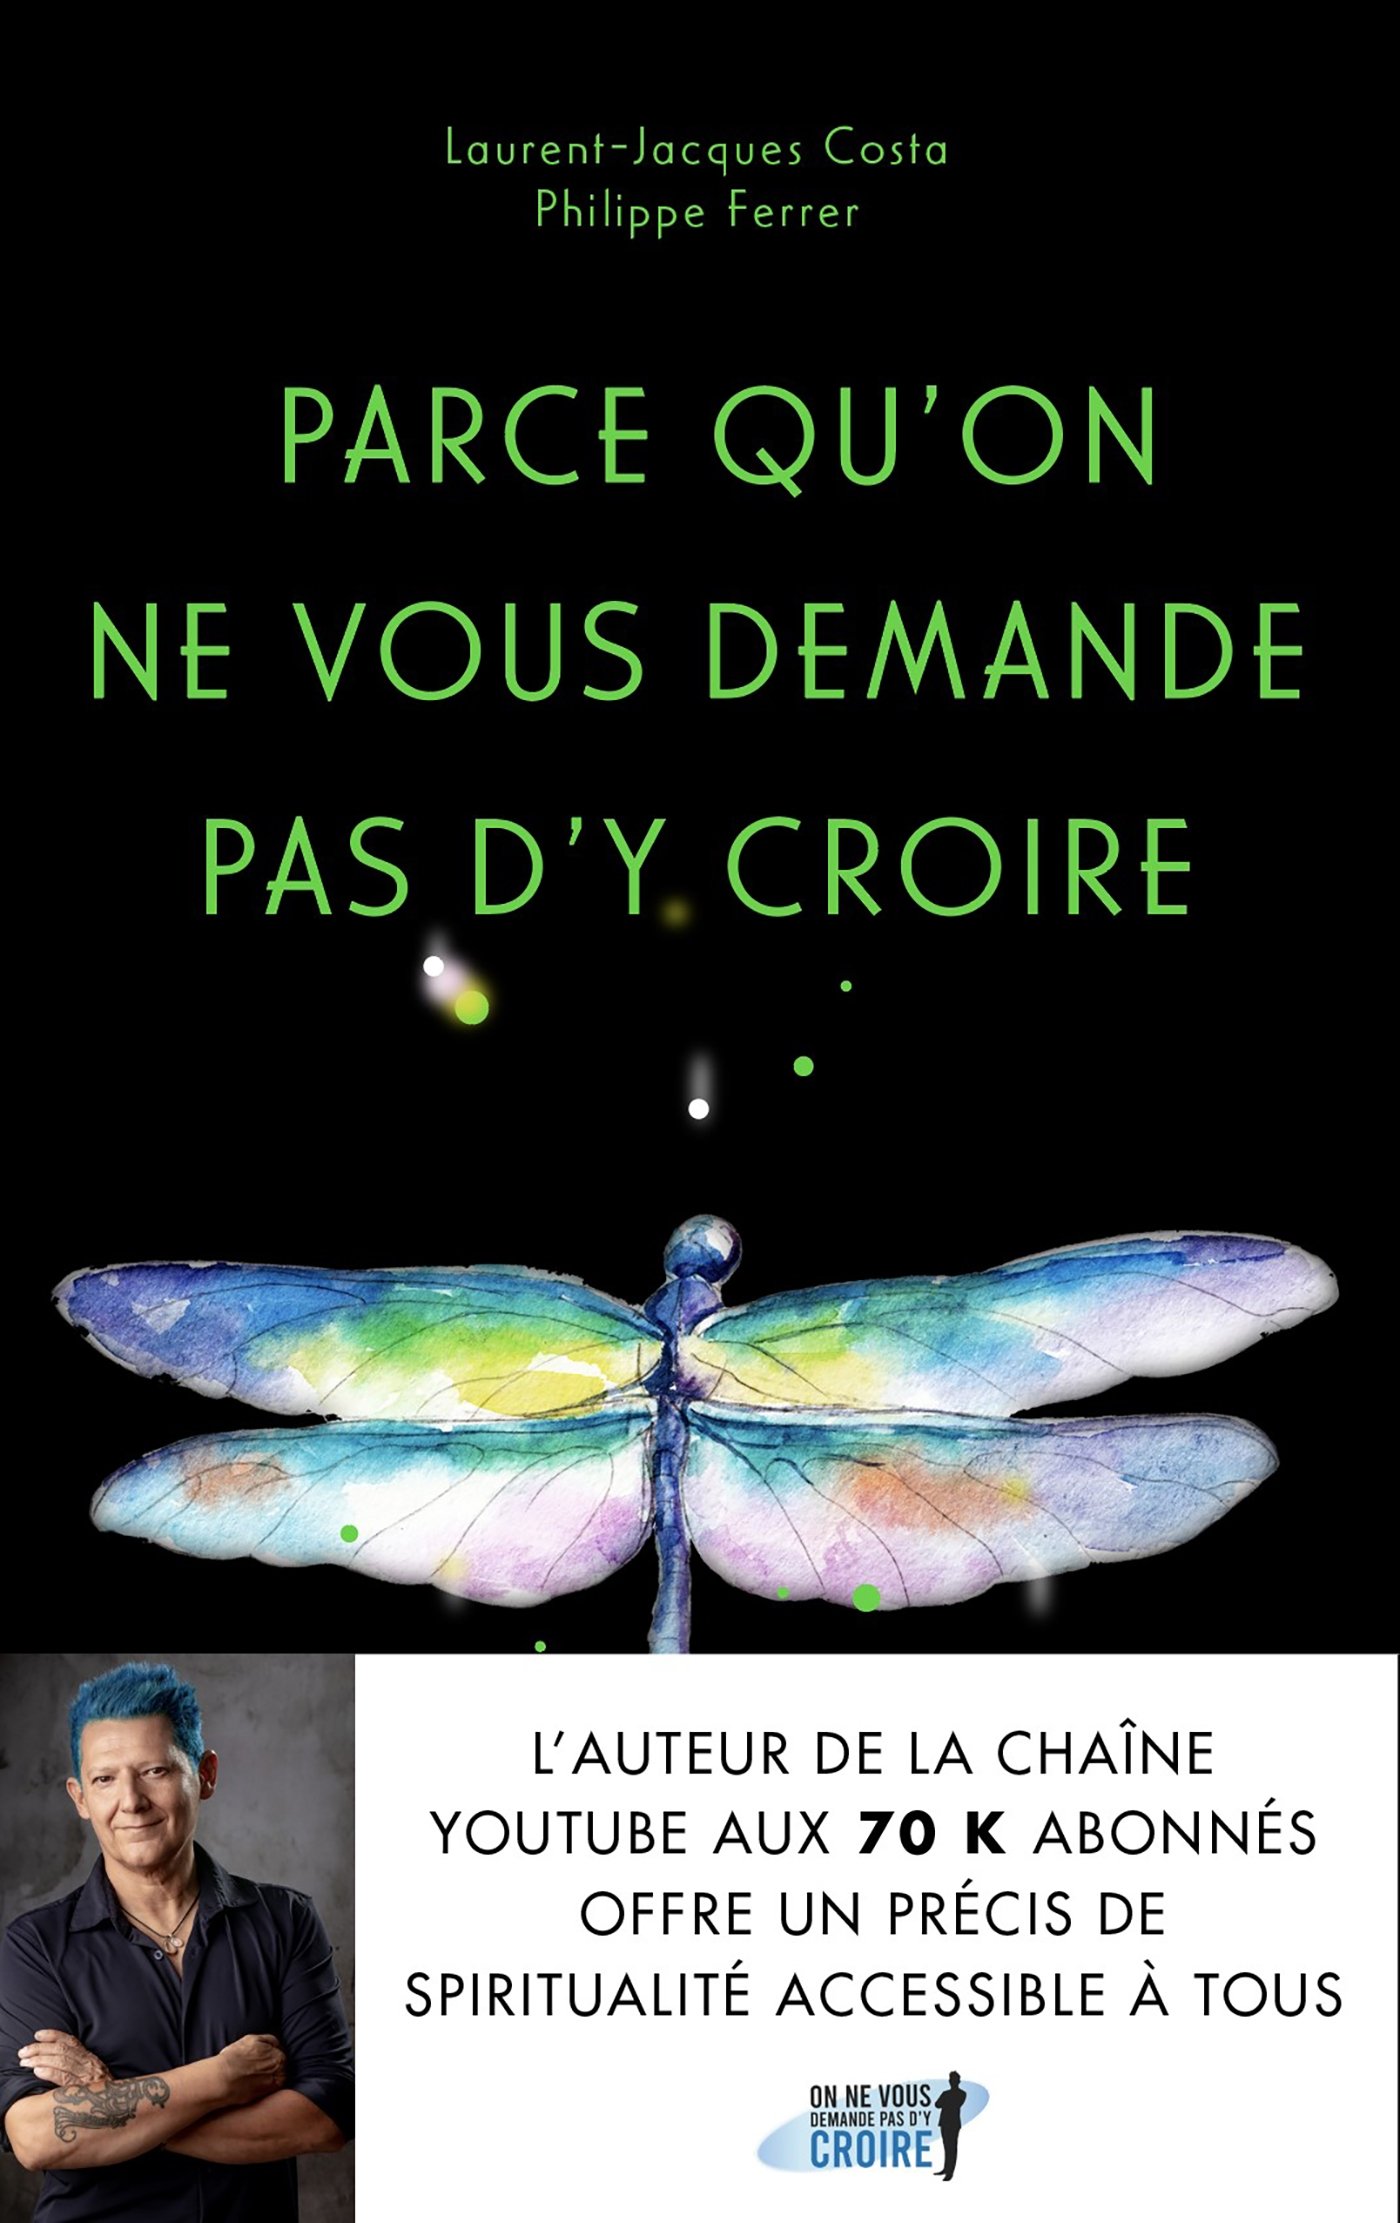 Laurent-Jacques Costa
Philippe Ferrer
PARCE QU'ON
NE VOUS DEMANDE
PAS D'Y CROIRE
L'AUTEUR DE LA CHAÎNE
YOUTUBE AUX 70 K ABONNÉS
OFFRE UN PRÉCIS DE
SPIRITUALITÉ ACCESSIBLE À TOUS
ON NE VOUS
DEMANDE PAS D'Y
CROIRE